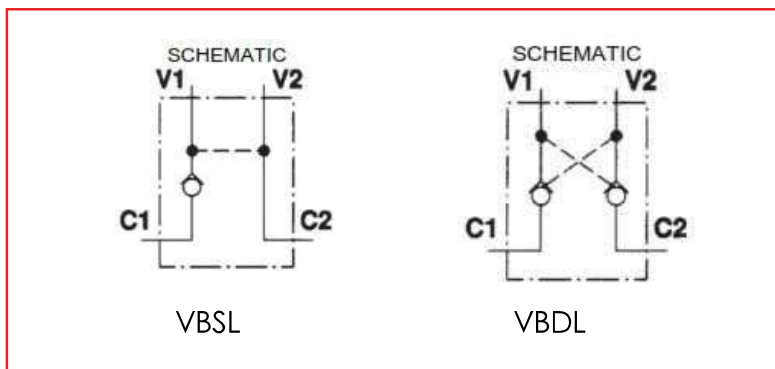 SCHEMATIC
V1 V2
C1 C2
VBSL
SCHEMATIC
V1 V2
C1 C2
VBDL